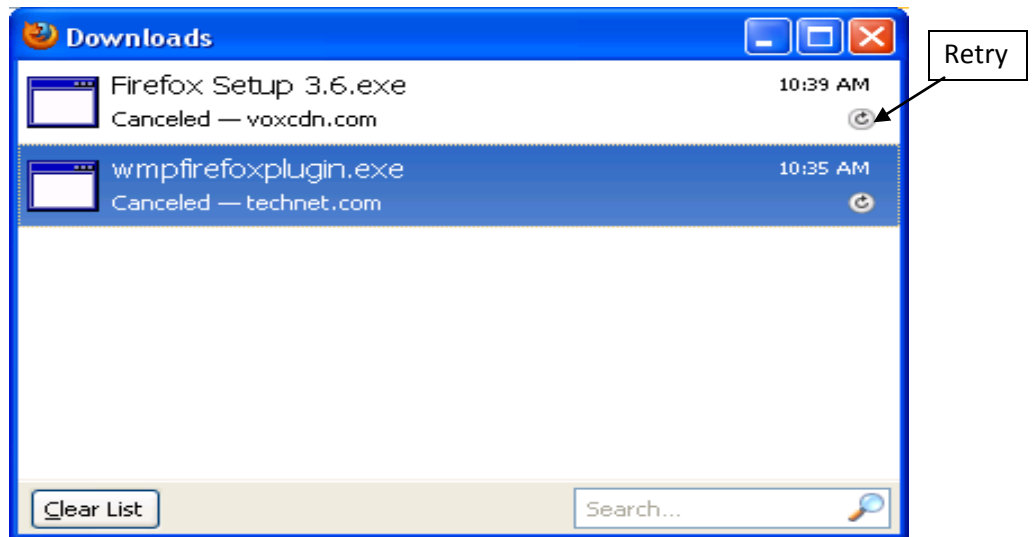 Downloads
Retry
Firefox Setup 3.6.exe
10:39 AM
Canceled — voxcdn.com
wmpfirefoxplugin.exe
10:35 AM
Canceled — technet.com
Clear List
Search...